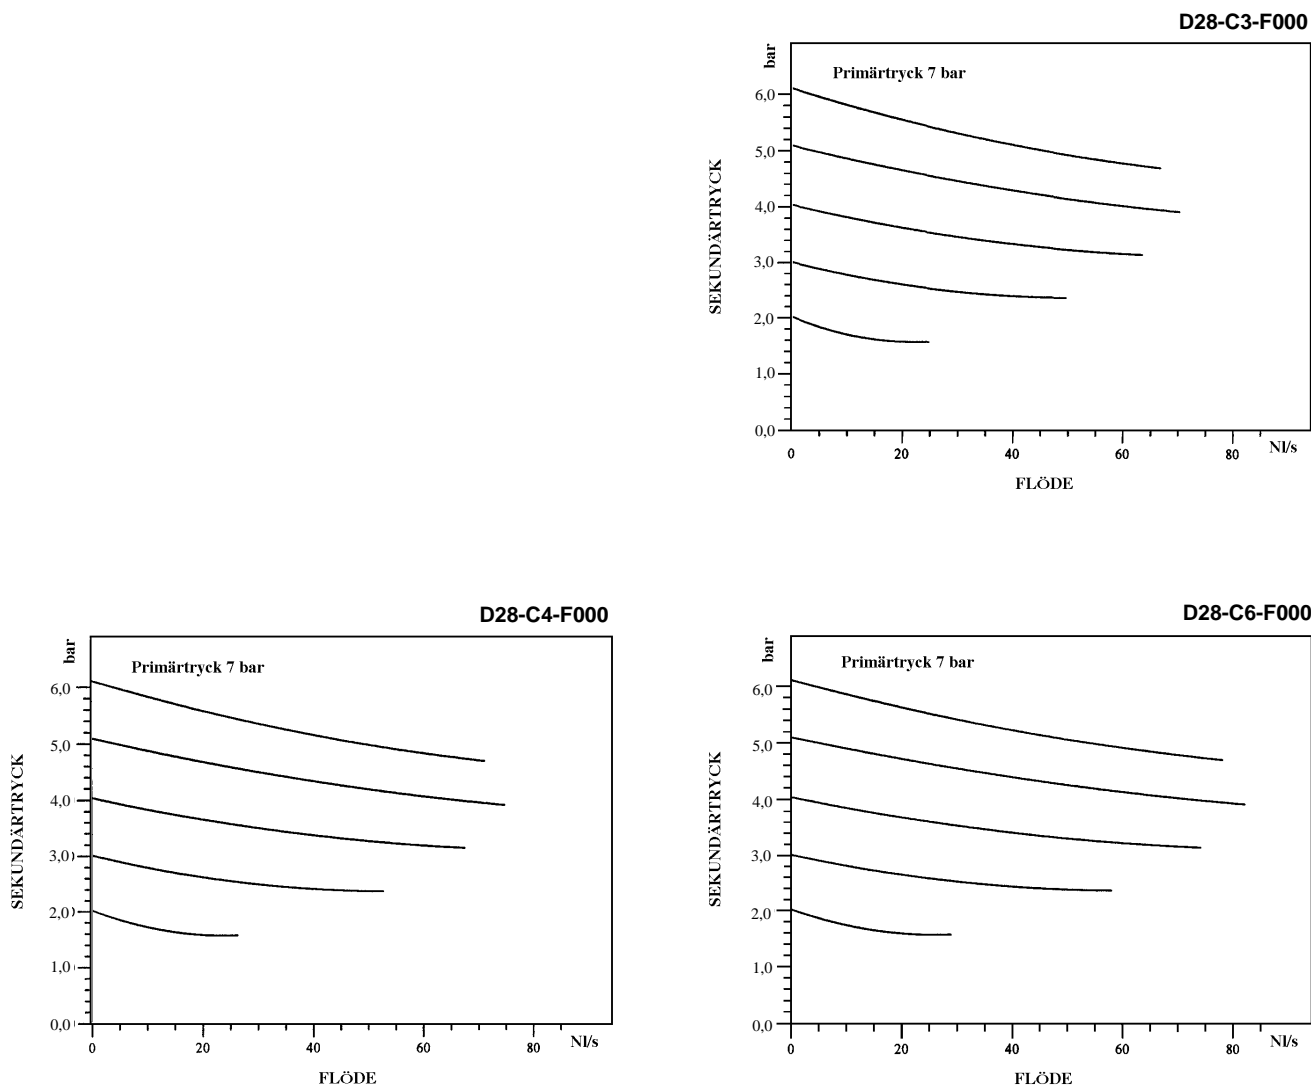 D28-C3-F000
bar
Primärtryck 7 bar
6,0
5,0
4,0
3,0
2,0
1,0
0,0
SEKUNDÄRTRYCK
0 20 40 60 80 Nl/s
FLÖDE
D28-C4-F000
bar
Primärtryck 7 bar
6,0
5,0
4,0
3,0
2,0
1,0
0,0
SEKUNDÄRTRYCK
0 20 40 60 80 Nl/s
FLÖDE
D28-C6-F000
bar
Primärtryck 7 bar
6,0
5,0
4,0
3,0
2,0
1,0
0,0
SEKUNDÄRTRYCK
0 20 40 60 80 Nl/s
FLÖDE